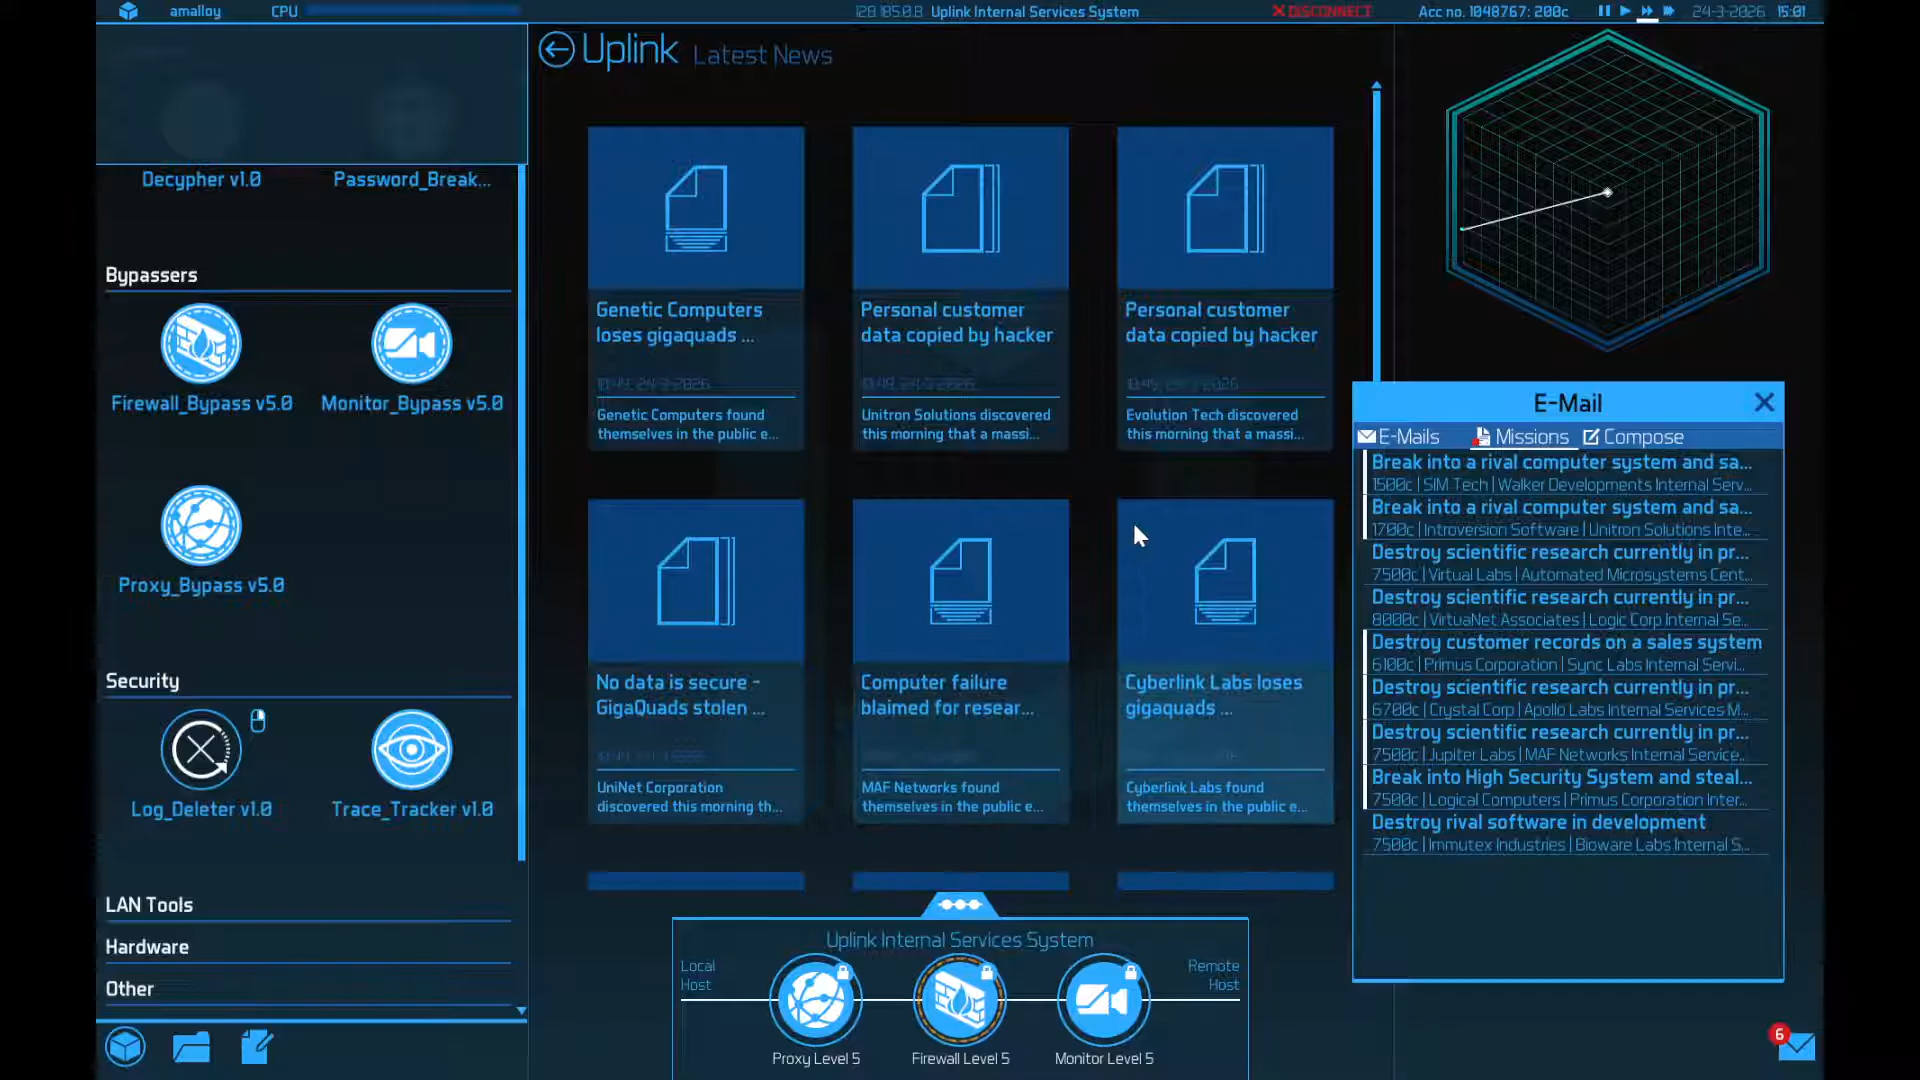 amalloy
CPU
128.185.0.8 Uplink Internal Services System
DISCONNECT
Acc no. 1048767: 200c
24-3-2026 15:01
Uplink Latest News
Decypher v1.0
Password_Break...
Bypassers
Firewall_Bypass v5.0
Monitor_Bypass v5.0
Proxy_Bypass v5.0
Security
Log_Deleter v1.0
Trace_Tracker v1.0
LAN Tools
Hardware
Other
Genetic Computers
loses gigaquads ...
Genetic Computers found
themselves in the public e...
Personal customer
data copied by hacker
Unitron Solutions discovered
this morning that a massi...
Personal customer
data copied by hacker
Evolution Tech discovered
this morning that a massi...
No data is secure -
GigaQuads stolen ...
UniNet Corporation
discovered this morning th...
Computer failure
blaimed for resear...
MAF Networks found
themselves in the public e...
Cyberlink Labs loses
gigaquads ...
Cyberlink Labs found
themselves in the public e...
Uplink Internal Services System
Local
Host
Remote
Host
Proxy Level 5
Firewall Level 5
Monitor Level 5
E-Mail
E-Mails
Missions
Compose
Break into a rival computer system and sa...
1500c | SIM Tech | Walker Developments Internal Serv...
Break into a rival computer system and sa...
1700c | Introversion Software | Unitron Solutions Inte...
Destroy scientific research currently in pr...
7500c | Virtual Labs | Automated Microsystems Cent...
Destroy scientific research currently in pr...
8000c | VirtuaNet Associates | Logic Corp Internal Se...
Destroy customer records on a sales system
6100c | Primus Corporation | Sync Labs Internal Servi...
Destroy scientific research currently in pr...
6700c | Crystal Corp | Apollo Labs Internal Services M...
Destroy scientific research currently in pr...
7500c | Jupiter Labs | MAF Networks Internal Service...
Break into High Security System and steal...
7500c | Logical Computers | Primus Corporation Inter...
Destroy rival software in development
7500c | Immutex Industries | Bioware Labs Internal S...
6